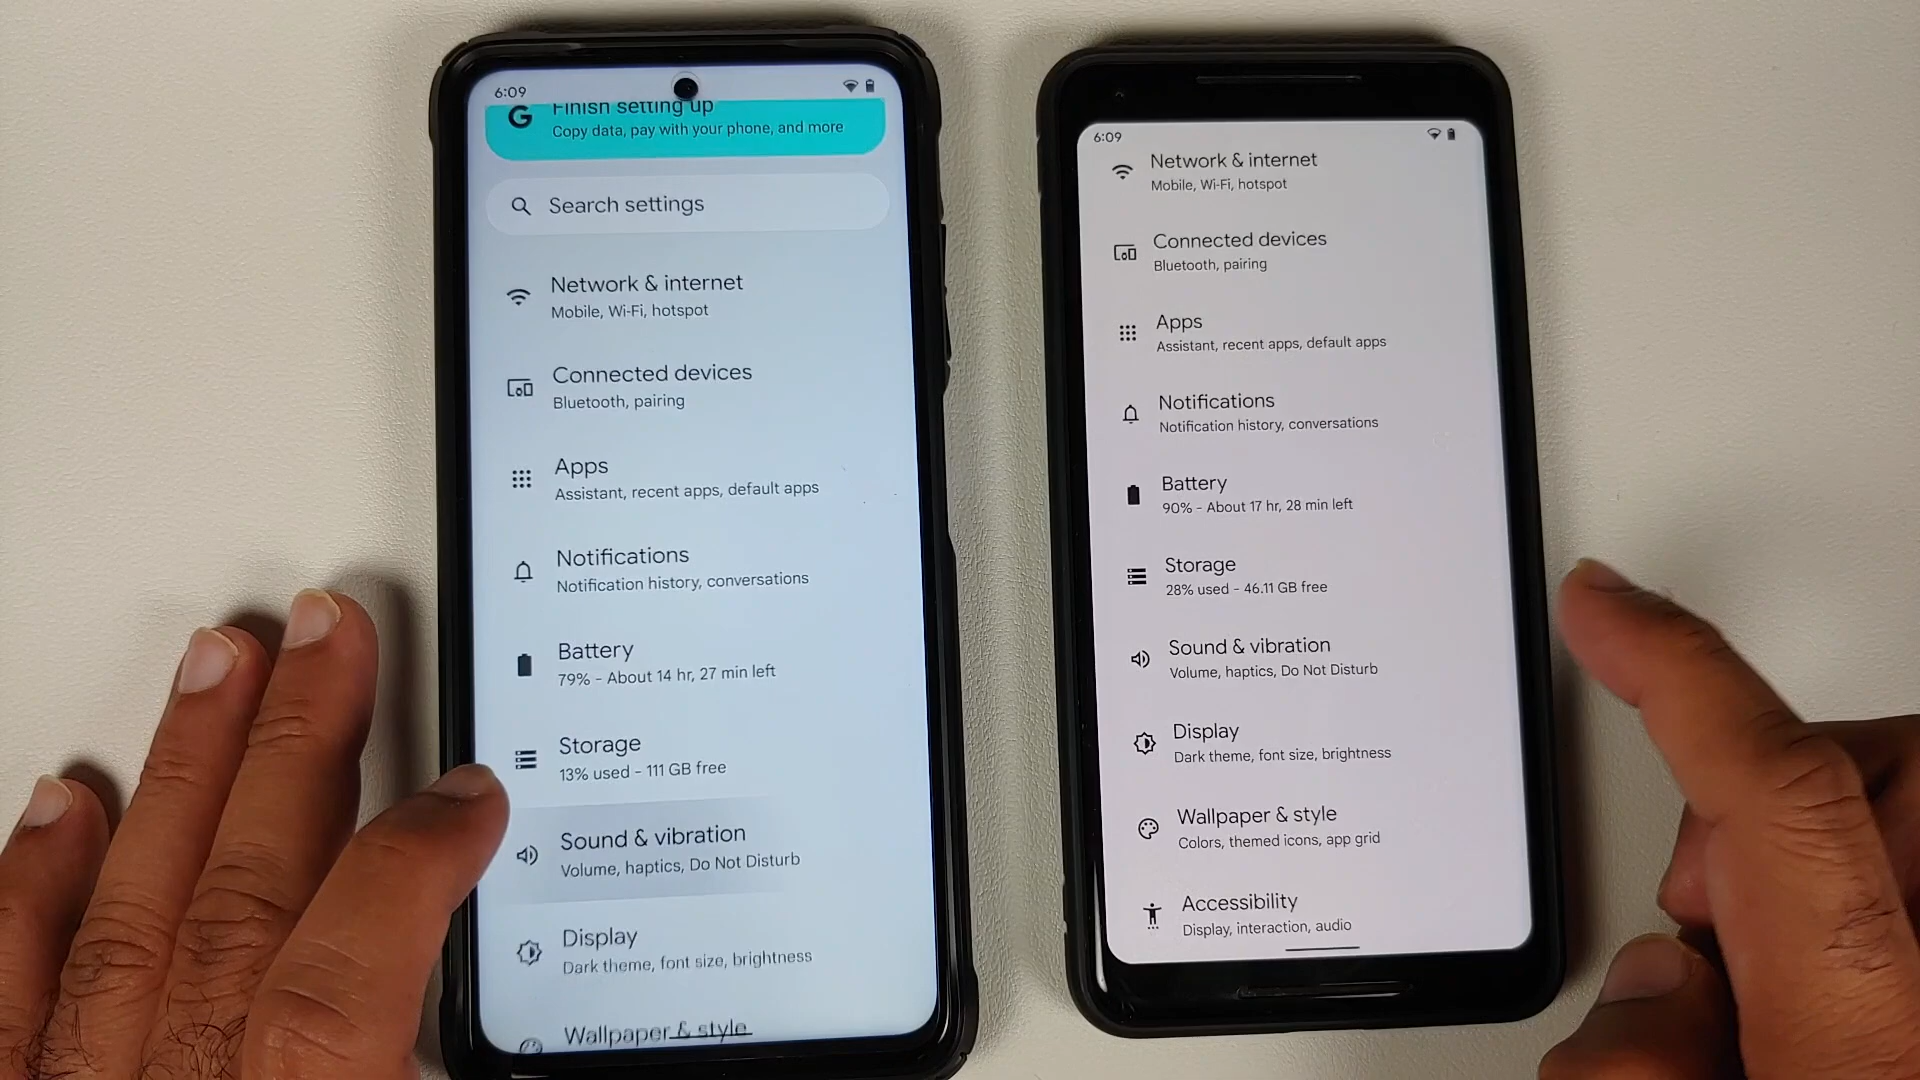 6:09
Finish setting up
Copy data, pay with your phone, and more
Search settings
Network & internet
Mobile, Wi-Fi, hotspot
Connected devices
Bluetooth, pairing
Apps
Assistant, recent apps, default apps
Notifications
Notification history, conversations
Battery
79% - About 14 hr, 27 min left
Storage
13% used - 111 GB free
Sound & vibration
Volume, haptics, Do Not Disturb
Display
Dark theme, font size, brightness
Wallpaper & style
6:09
Network & internet
Mobile, Wi-Fi, hotspot
Connected devices
Bluetooth, pairing
Apps
Assistant, recent apps, default apps
Notifications
Notification history, conversations
Battery
90% - About 17 hr, 28 min left
Storage
28% used - 46.11 GB free
Sound & vibration
Volume, haptics, Do Not Disturb
Display
Dark theme, font size, brightness
Wallpaper & style
Colors, themed icons, app grid
Accessibility
Display, interaction, audio